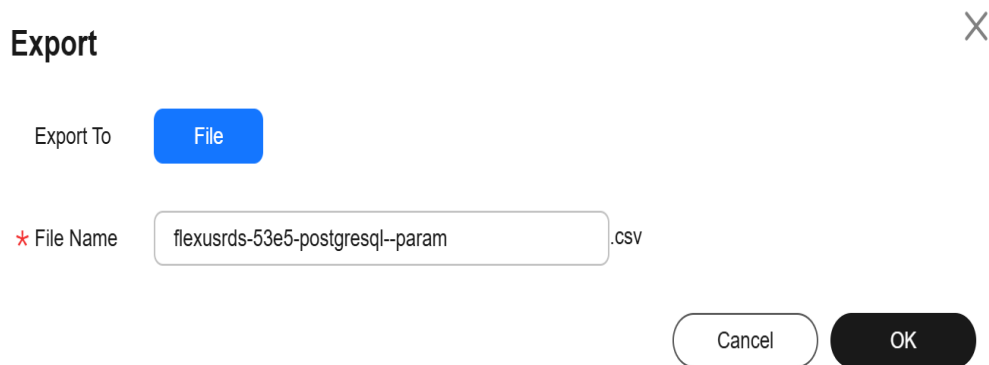 Export
Export To File
* File Name flexusrds-53e5-postgresql--param .csv
Cancel OK